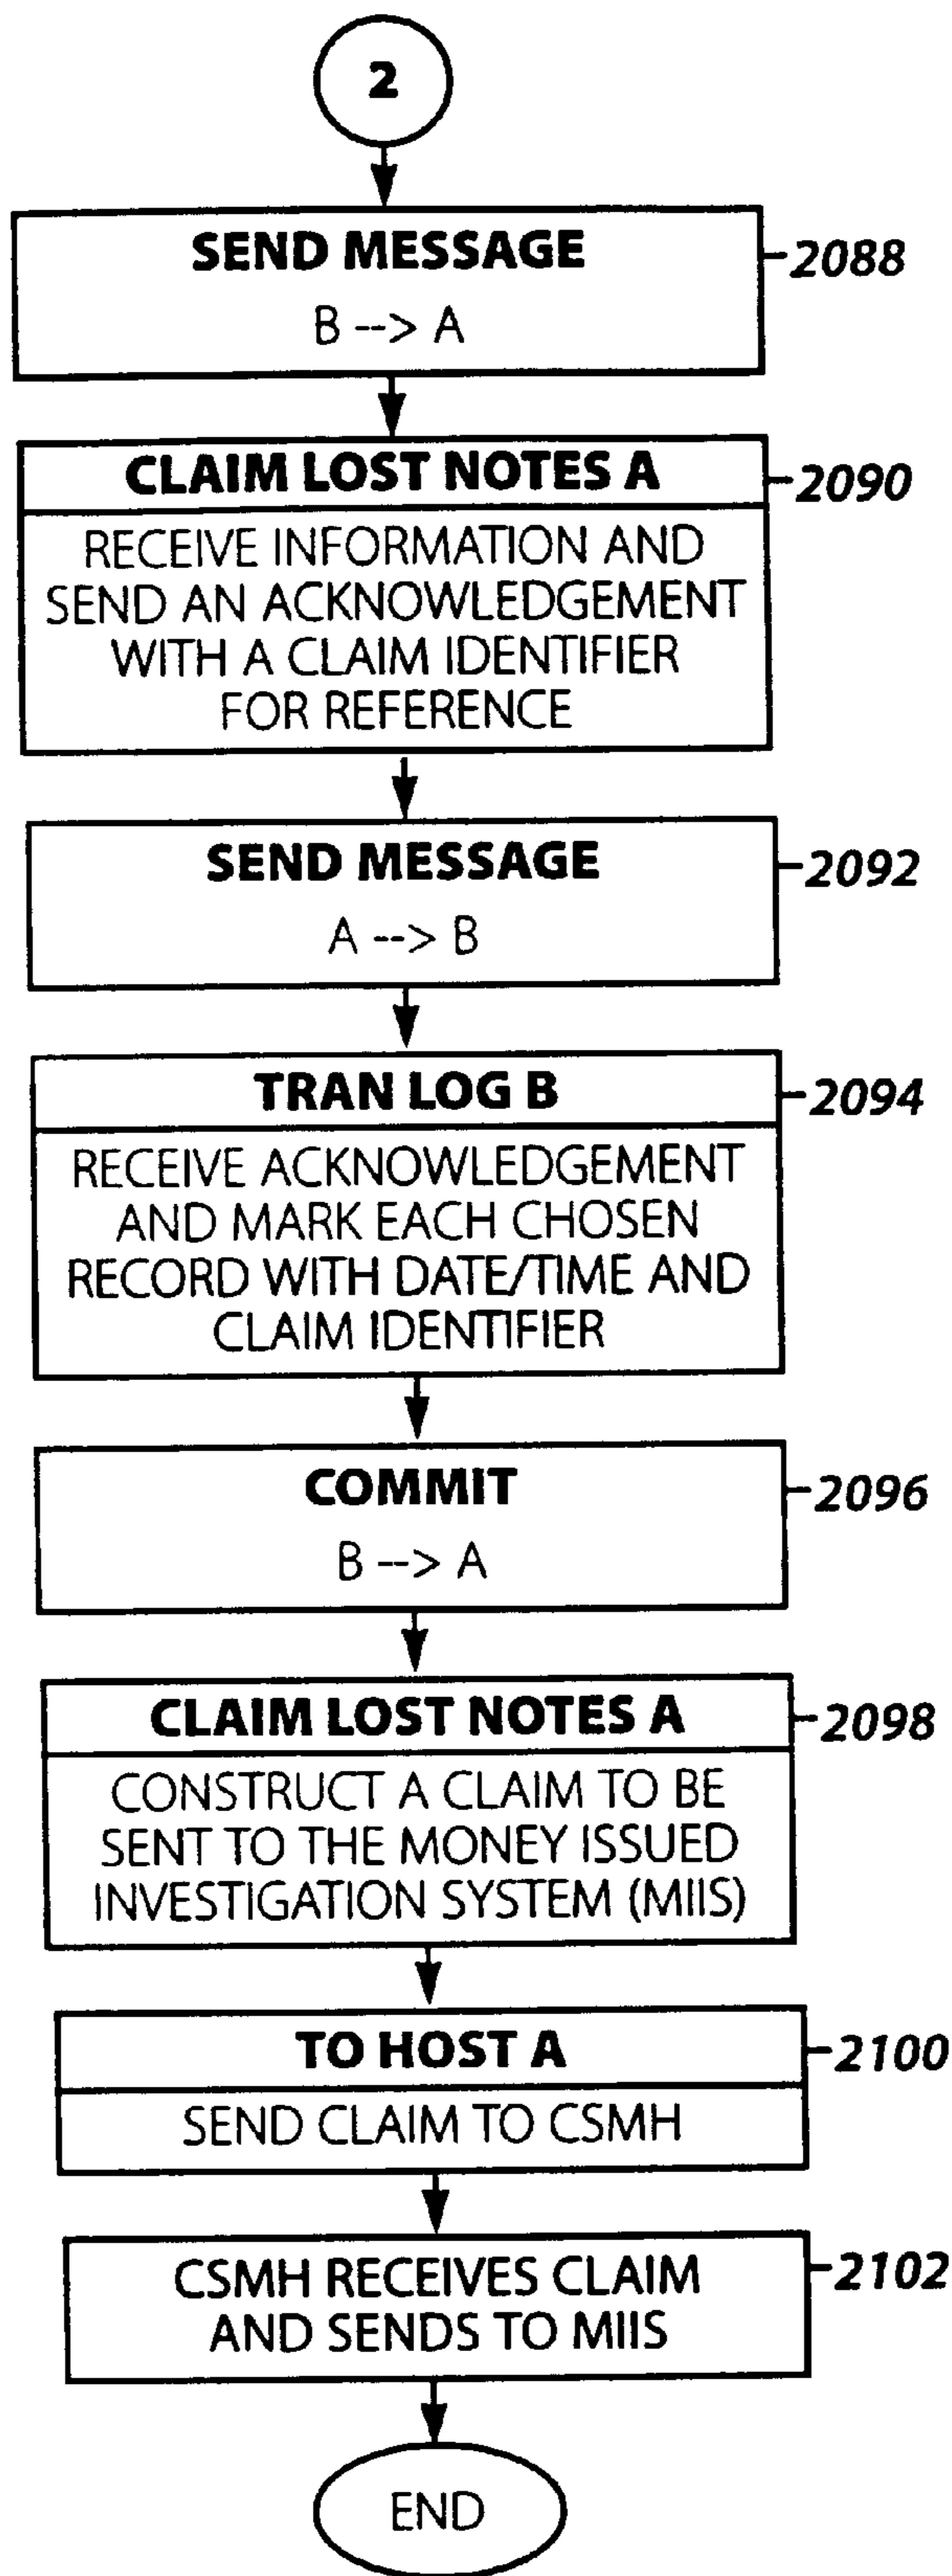 2
SEND MESSAGE
2088
B --> A
CLAIM LOST NOTES A
2090
RECEIVE INFORMATION AND
SEND AN ACKNOWLEDGEMENT
WITH A CLAIM IDENTIFIER
FOR REFERENCE
SEND MESSAGE
2092
A --> B
TRAN LOG B
2094
RECEIVE ACKNOWLEDGEMENT
AND MARK EACH CHOSEN
RECORD WITH DATE/TIME AND
CLAIM IDENTIFIER
COMMIT
2096
B --> A
CLAIM LOST NOTES A
2098
CONSTRUCT A CLAIM TO BE
SENT TO THE MONEY ISSUED
INVESTIGATION SYSTEM (MIIS)
TO HOST A
2100
SEND CLAIM TO CSMH
CSMH RECEIVES CLAIM
2102
AND SENDS TO MIIS
END